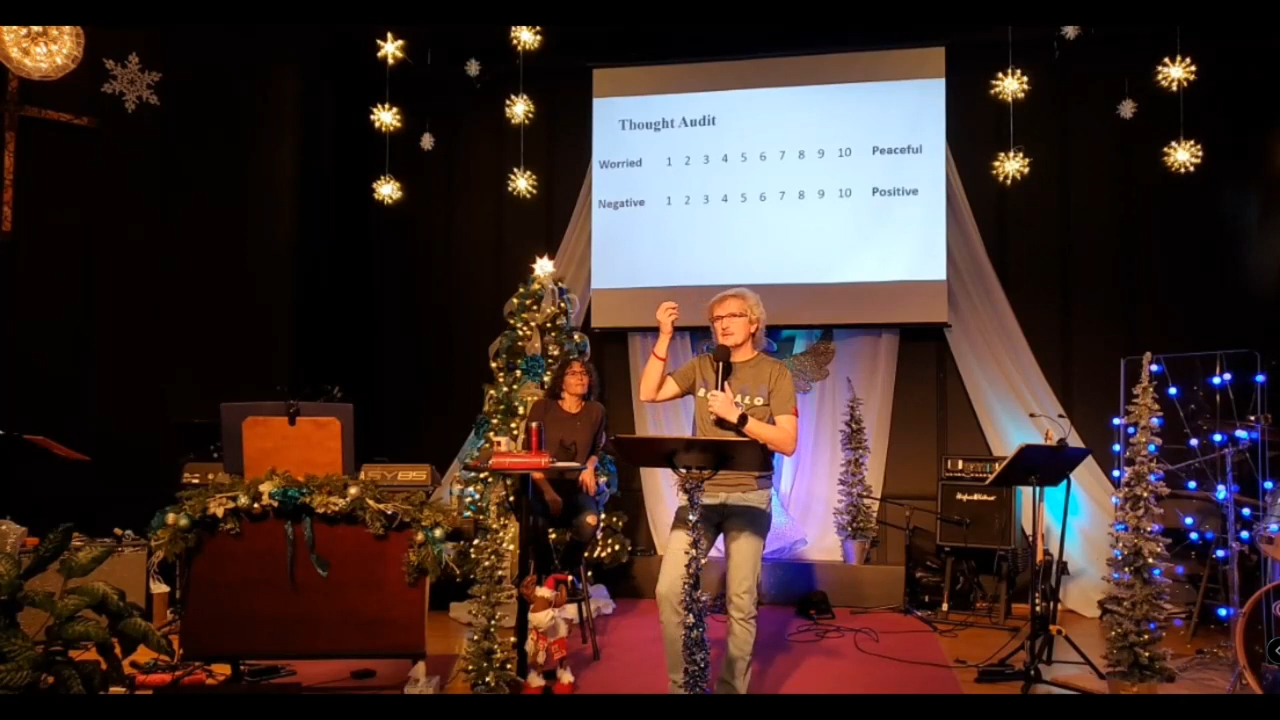 Thought Audit
Worried 1 2 3 4 5 6 7 8 9 10 Peaceful
Negative 1 2 3 4 5 6 7 8 9 10 Positive